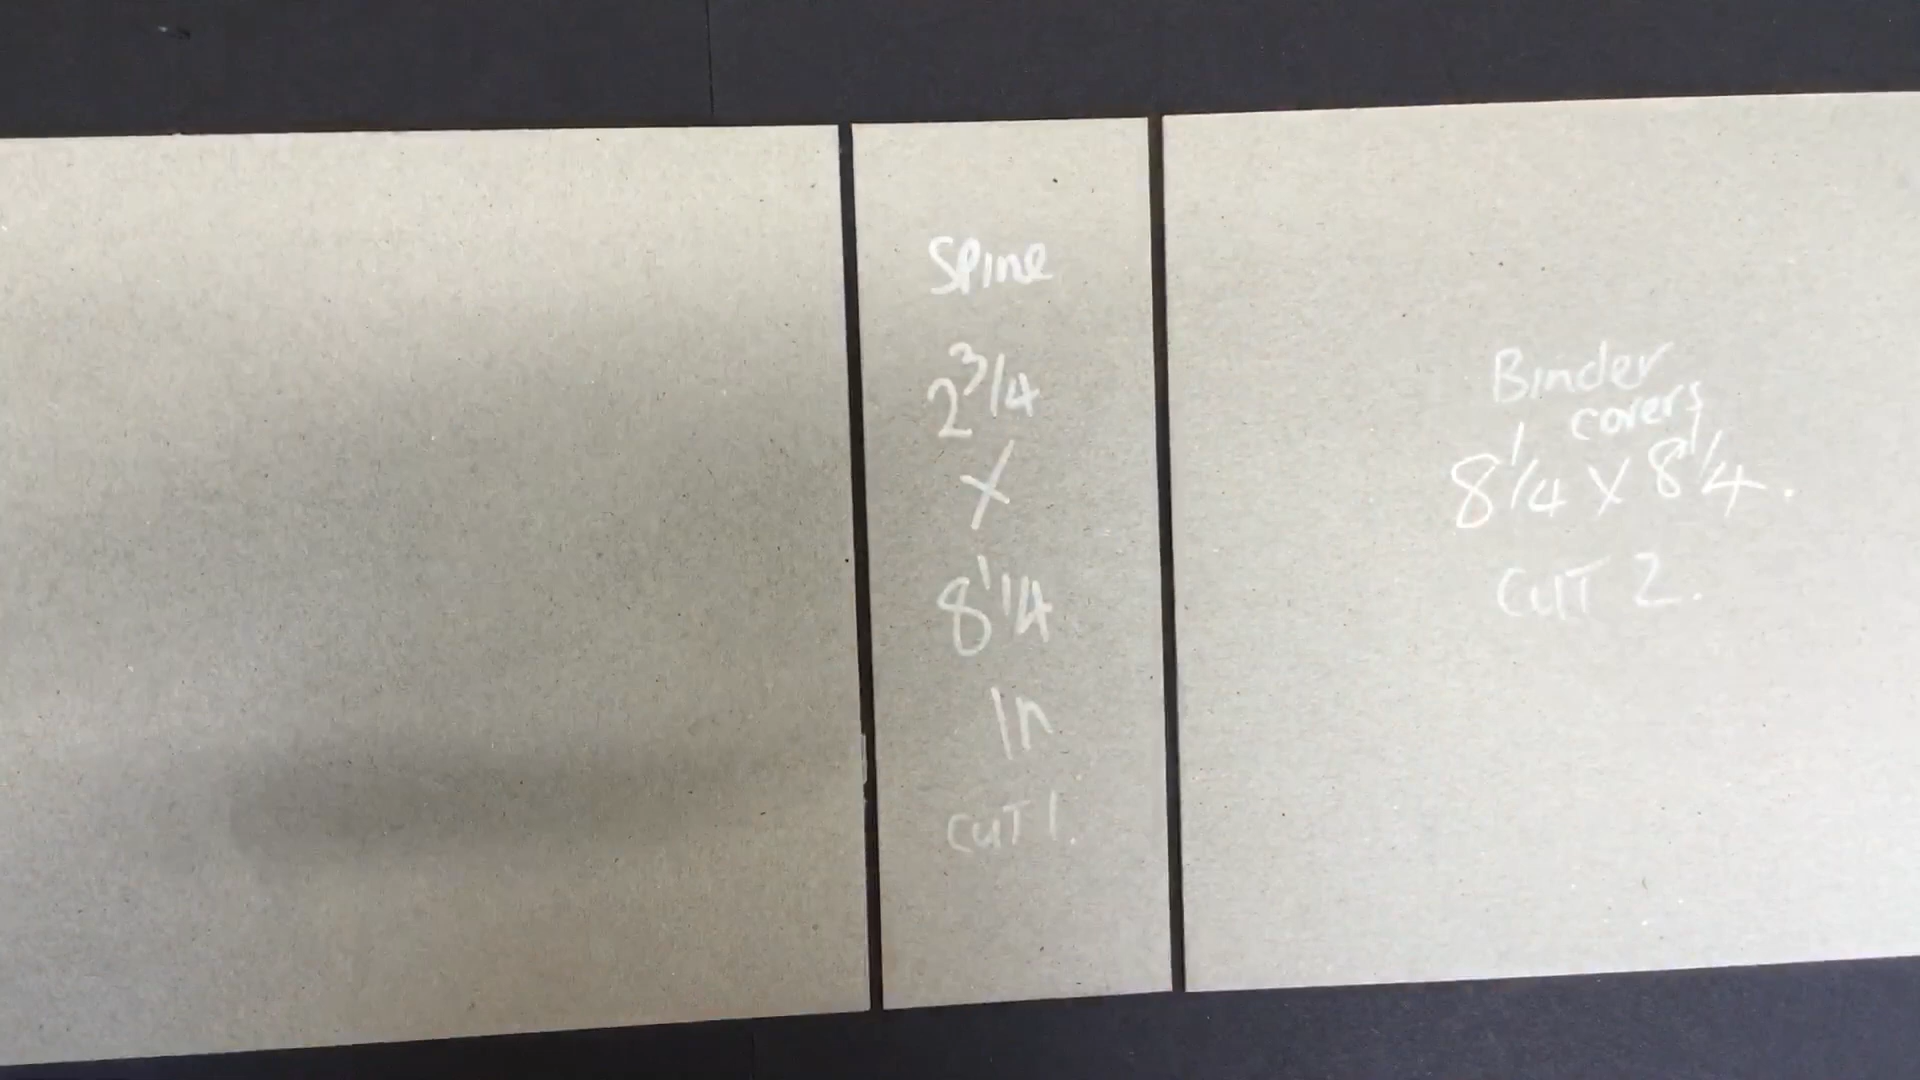 Spine
2 3/4
X
8 1/4
In
CUT 1.
Binder
covers
8 1/4 X 8 1/4.
CUT 2.